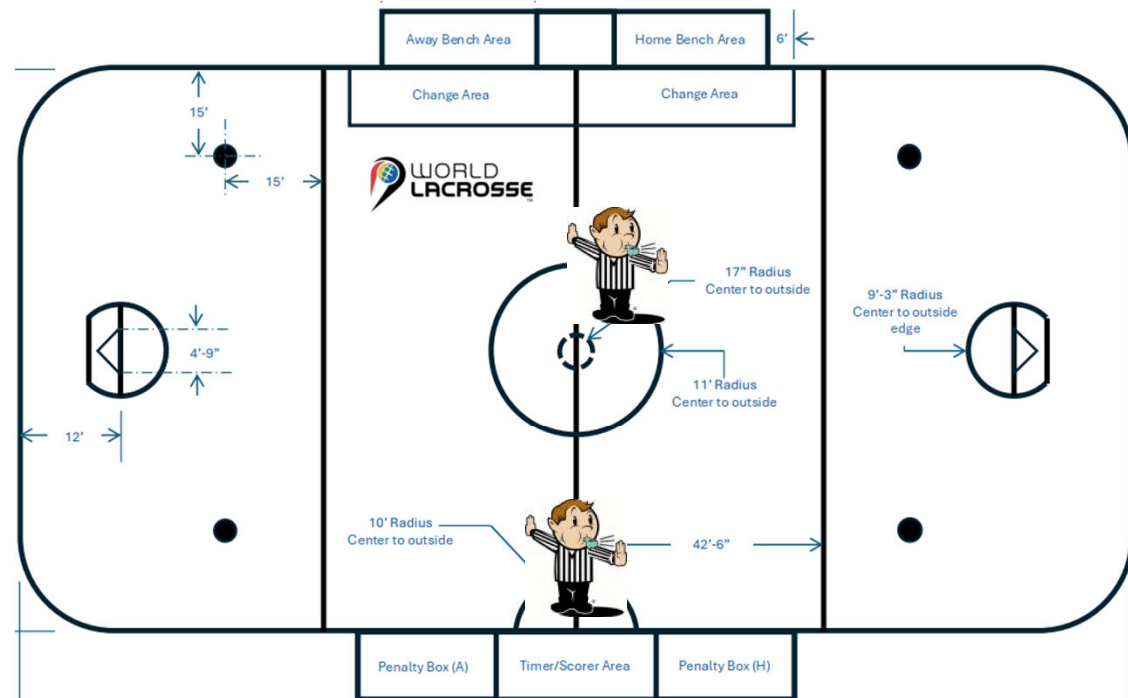 Away Bench Area
Home Bench Area
6’
Change Area
Change Area
15’
15’
WORLD
LACROSSE
TM
17” Radius
Center to outside
9’-3” Radius
Center to outside
edge
4’-9”
11’ Radius
Center to outside
12’
10’ Radius
Center to outside
42’-6”
Penalty Box (A)
Timer/Scorer Area
Penalty Box (H)